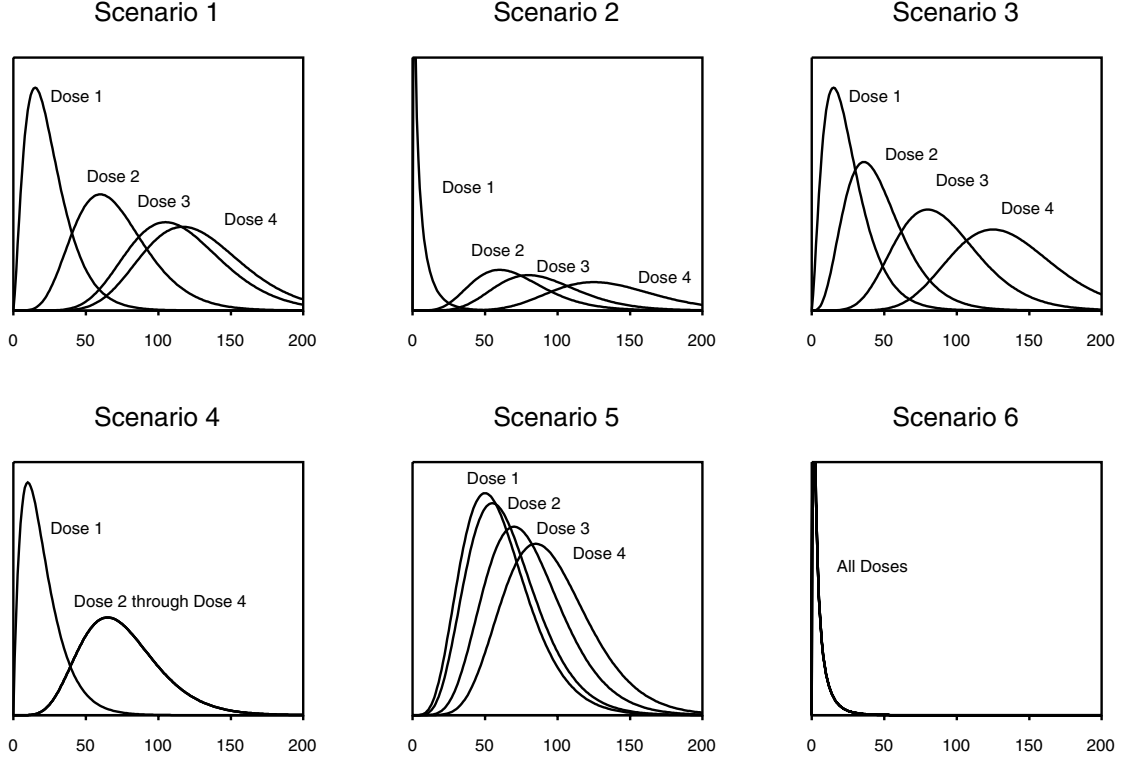 Scenario 1
Scenario 2
Scenario 3
Dose 1
Dose 2
Dose 3
Dose 4
0 50 100 150 200
Dose 1
Dose 2
Dose 3
Dose 4
0 50 100 150 200
Dose 1
Dose 2
Dose 3
Dose 4
0 50 100 150 200
Scenario 4
Scenario 5
Scenario 6
Dose 1
Dose 2 through Dose 4
0 50 100 150 200
Dose 1
Dose 2
Dose 3
Dose 4
0 50 100 150 200
All Doses
0 50 100 150 200